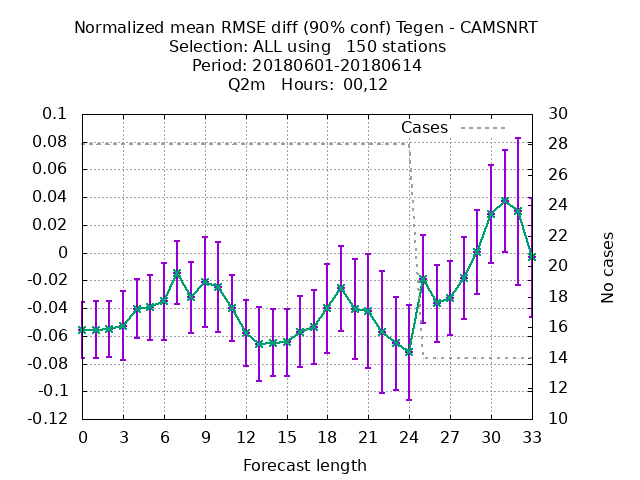 Normalized mean RMSE diff (90% conf) Tegen - CAMSNRT
Selection: ALL using   150 stations
Period: 20180601-20180614
Q2m   Hours:  00,12
Cases
0.1
0.08
0.06
0.04
0.02
0
-0.02
-0.04
-0.06
-0.08
-0.1
-0.12
30
28
26
24
22
20
18
16
14
12
10
No cases
0 3 6 9 12 15 18 21 24 27 30 33
Forecast length